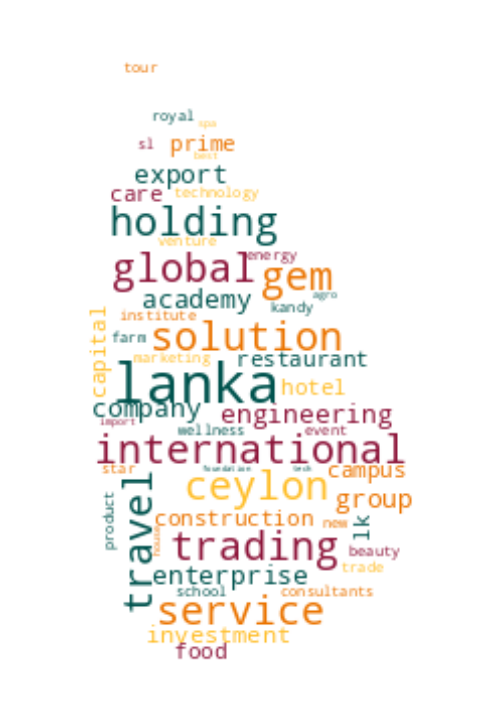 tour
royal
spa
sl prime
best
export
care technology
holding
venture
energy
global gem
agro
academy kandy
institute
capital
farm solution
marketing restaurant
lanka hotel
company engineering
import
wellness event
international
star foundation tech campus
travel ceylon
product group
construction new lk
house trading beauty
trade
enterprise
school consultants
service
investment
food